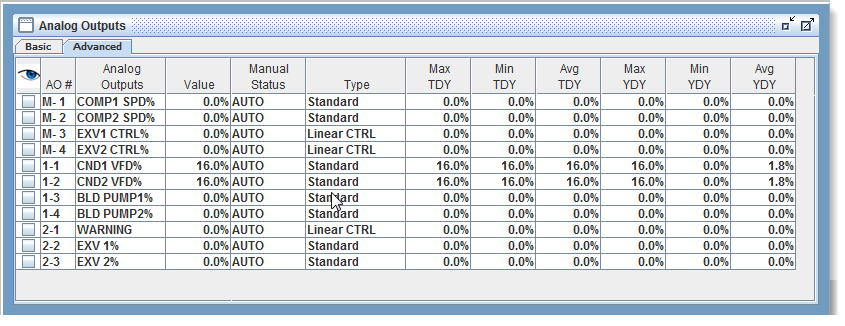 Analog Outputs
Basic Advanced
AO # Analog Outputs Value Manual Status Type Max TDY Min TDY Avg TDY Max YDY Min YDY Avg YDY
M- 1 COMP1 SPD% 0.0% AUTO Standard 0.0% 0.0% 0.0% 0.0% 0.0% 0.0%
M- 2 COMP2 SPD% 0.0% AUTO Standard 0.0% 0.0% 0.0% 0.0% 0.0% 0.0%
M- 3 EXV1 CTRL% 0.0% AUTO Linear CTRL 0.0% 0.0% 0.0% 0.0% 0.0% 0.0%
M- 4 EXV2 CTRL% 0.0% AUTO Linear CTRL 0.0% 0.0% 0.0% 0.0% 0.0% 0.0%
1-1 CND1 VFD% 16.0% AUTO Standard 16.0% 16.0% 16.0% 16.0% 0.0% 1.8%
1-2 CND2 VFD% 16.0% AUTO Standard 16.0% 16.0% 16.0% 16.0% 0.0% 1.8%
1-3 BLD PUMP1% 0.0% AUTO Standard 0.0% 0.0% 0.0% 0.0% 0.0% 0.0%
1-4 BLD PUMP2% 0.0% AUTO Standard 0.0% 0.0% 0.0% 0.0% 0.0% 0.0%
2-1 WARNING 0.0% AUTO Linear CTRL 0.0% 0.0% 0.0% 0.0% 0.0% 0.0%
2-2 EXV 1% 0.0% AUTO Standard 0.0% 0.0% 0.0% 0.0% 0.0% 0.0%
2-3 EXV 2% 0.0% AUTO Standard 0.0% 0.0% 0.0% 0.0% 0.0% 0.0%